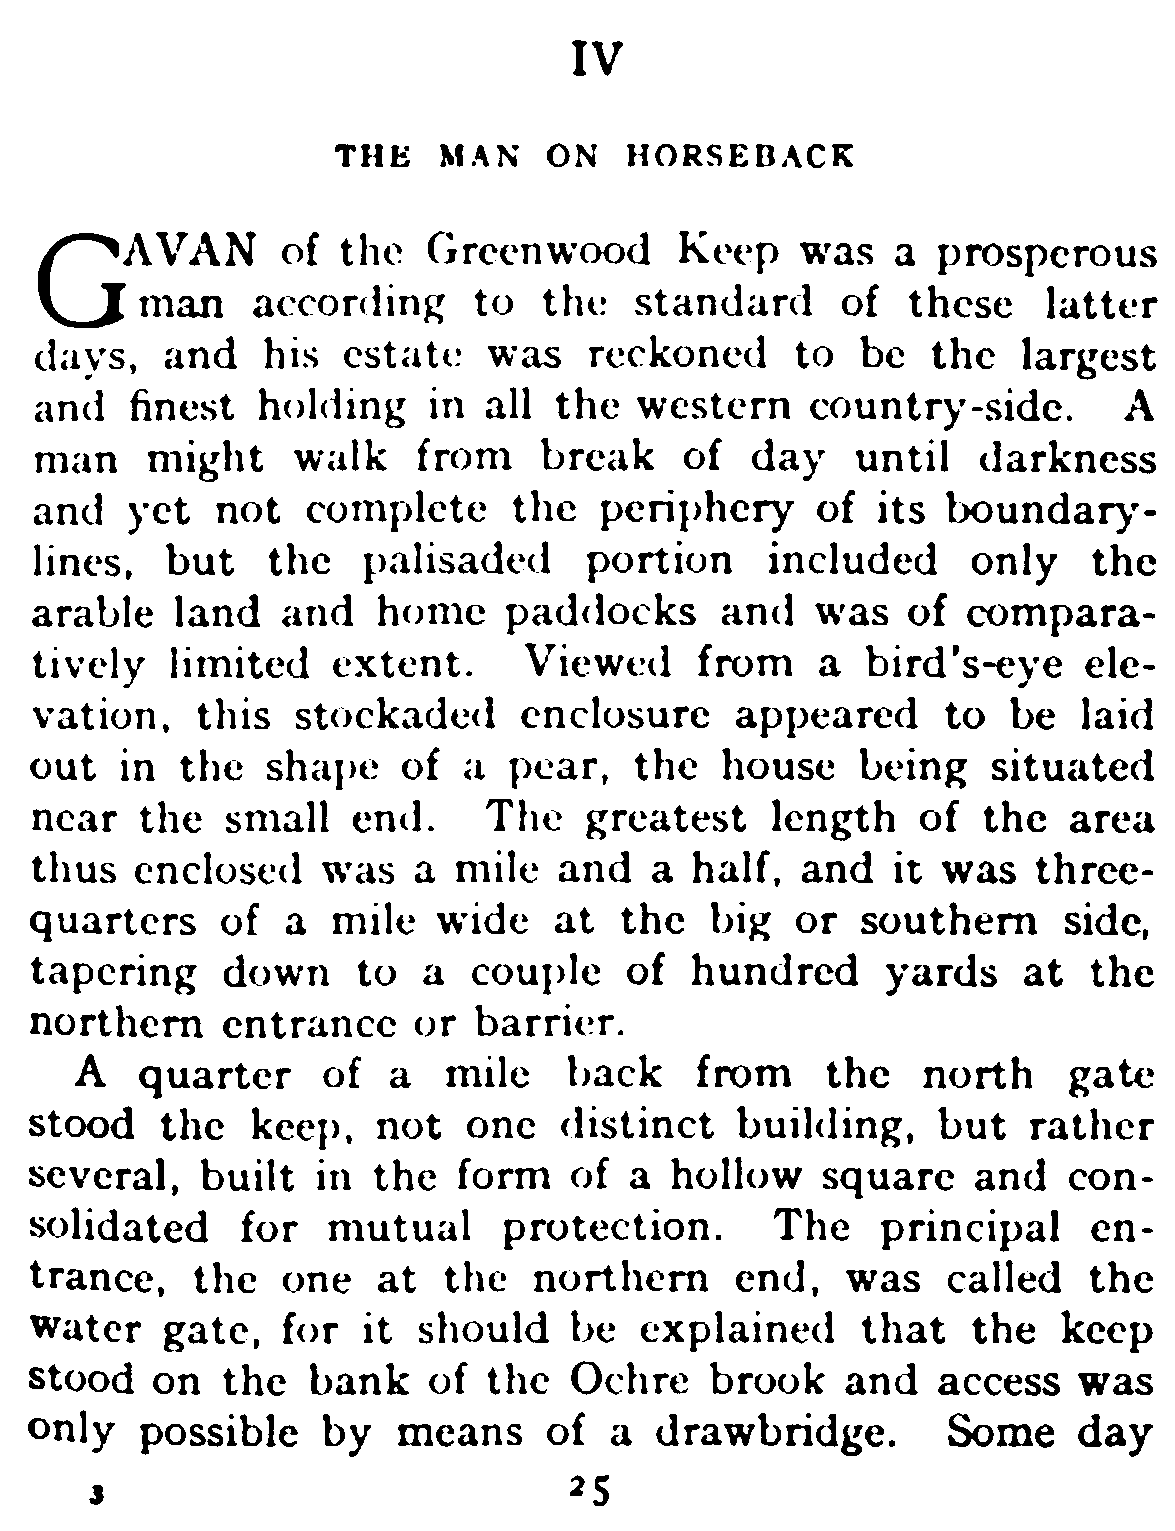 IV
THE MAN ON HORSEBACK
GAVAN of the Greenwood Keep was a prosperous
man according to the standard of these latter
days, and his estate was reckoned to be the largest
and finest holding in all the western country-side. A
man might walk from break of day until darkness
and yet not complete the periphery of its boundary-
lines, but the palisaded portion included only the
arable land and home paddocks and was of compara-
tively limited extent. Viewed from a bird's-eye ele-
vation, this stockaded enclosure appeared to be laid
out in the shape of a pear, the house being situated
near the small end. The greatest length of the area
thus enclosed was a mile and a half, and it was three-
quarters of a mile wide at the big or southern side,
tapering down to a couple of hundred yards at the
northern entrance or barrier.
A quarter of a mile back from the north gate
stood the keep, not one distinct building, but rather
several, built in the form of a hollow square and con-
solidated for mutual protection. The principal en-
trance, the one at the northern end, was called the
water gate, for it should be explained that the keep
stood on the bank of the Ochre brook and access was
only possible by means of a drawbridge. Some day
3 25